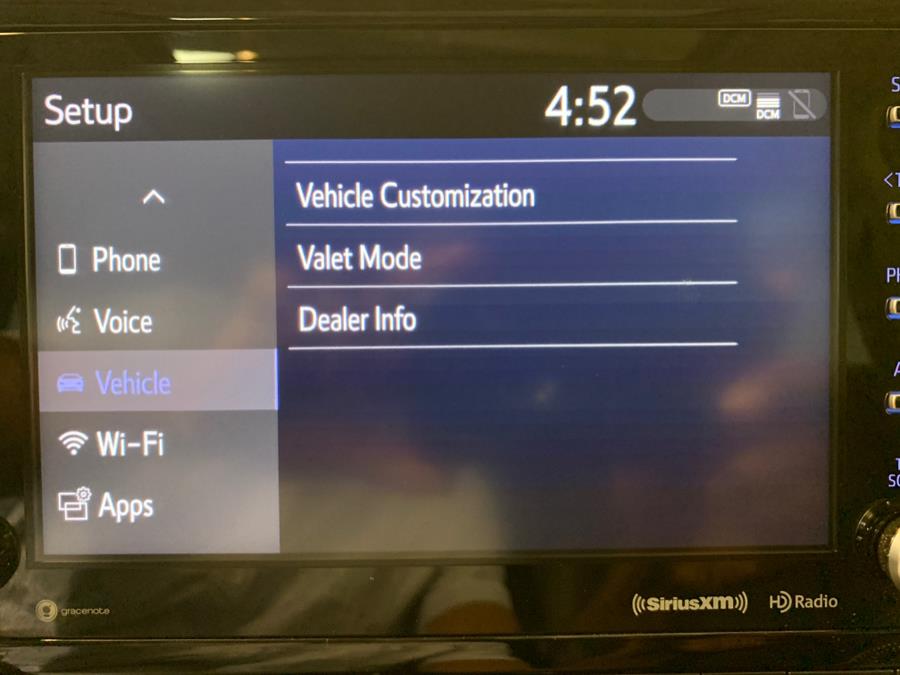 Setup
4:52
DCM
DCM
Phone
Voice
Vehicle
Wi-Fi
Apps
Vehicle Customization
Valet Mode
Dealer Info
gracenote
SiriusXM
HD Radio